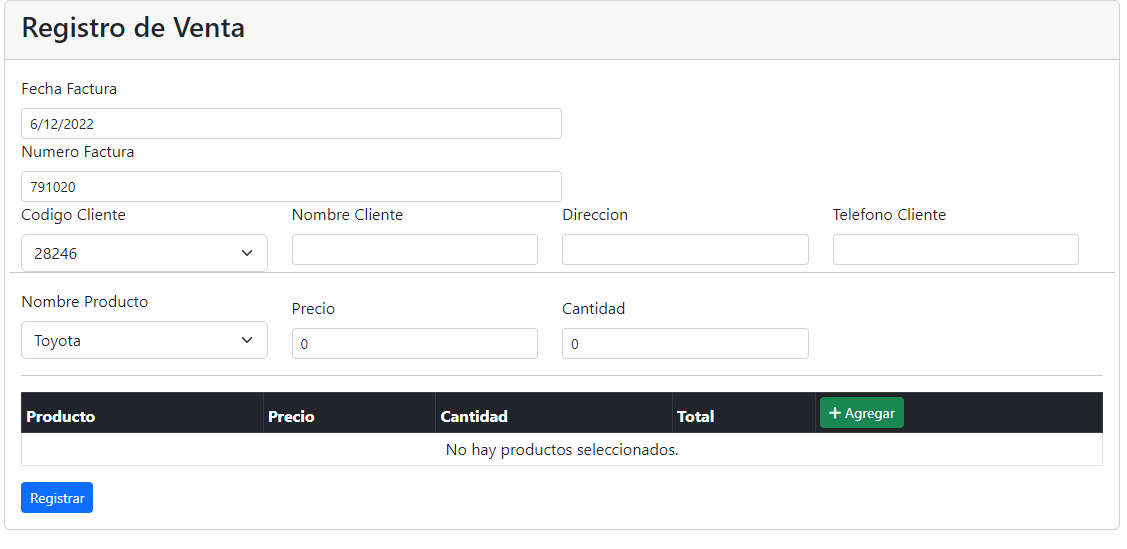 Registro de Venta
Fecha Factura
6/12/2022
Numero Factura
791020
Codigo Cliente Nombre Cliente Direccion Telefono Cliente
28246
Nombre Producto Precio Cantidad
Toyota 0 0
Producto Precio Cantidad Total + Agregar
No hay productos seleccionados.
Registrar